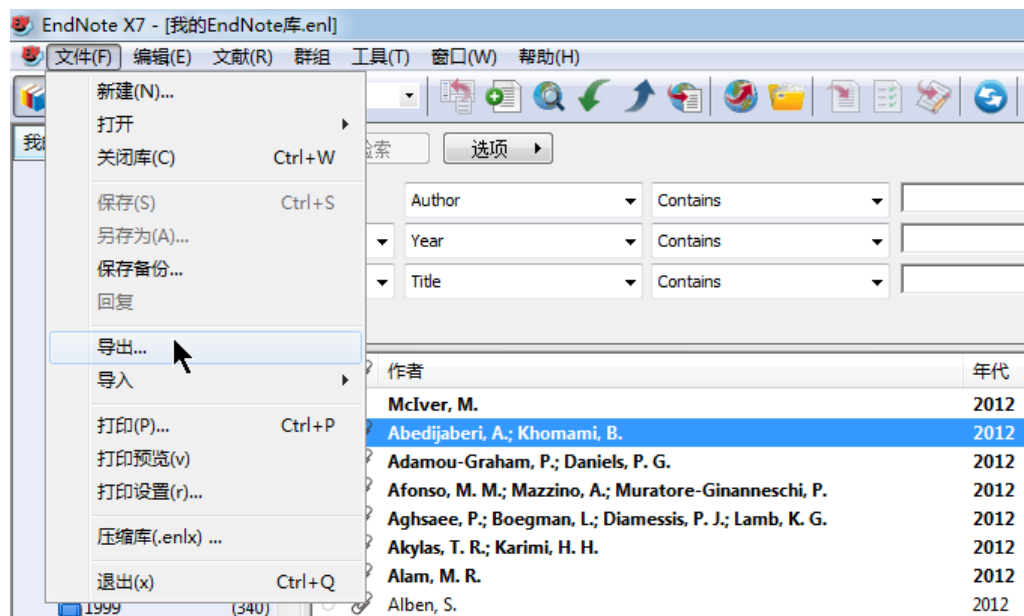 EndNote X7 - [我的EndNote库.enl]
文件(F) 编辑(E) 文献(R) 群组 工具(T) 窗口(W) 帮助(H)
新建(N)...
打开
关闭库(C) Ctrl+W
保存(S) Ctrl+S
另存为(A)...
保存备份...
回复
导出...
导入
打印(P)... Ctrl+P
打印预览(v)
打印设置(r)...
压缩库(.enlx) ...
退出(x) Ctrl+Q
1999 (340)
我
索 选项
Author Contains
Year Contains
Title Contains
作者 年代
McIver, M. 2012
Abedijaberi, A.; Khomami, B. 2012
Adamou-Graham, P.; Daniels, P. G. 2012
Afonso, M. M.; Mazzino, A.; Muratore-Ginanneschi, P. 2012
Aghsaee, P.; Boegman, L.; Diamessis, P. J.; Lamb, K. G. 2012
Akylas, T. R.; Karimi, H. H. 2012
Alam, M. R. 2012
Alben, S. 2012